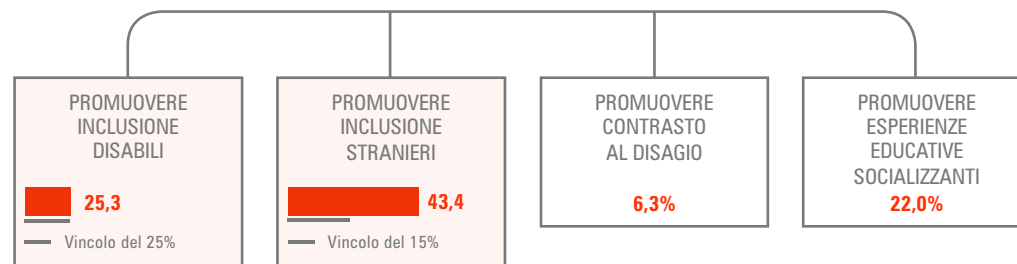 PROMUOVERE
INCLUSIONE
DISABILI
25,3
Vincolo del 25%
PROMUOVERE
INCLUSIONE
STRANIERI
43,4
Vincolo del 15%
PROMUOVERE
CONTRASTO
AL DISAGIO
6,3%
PROMUOVERE
ESPERIENZE
EDUCATIVE
SOCIALIZZANTI
22,0%